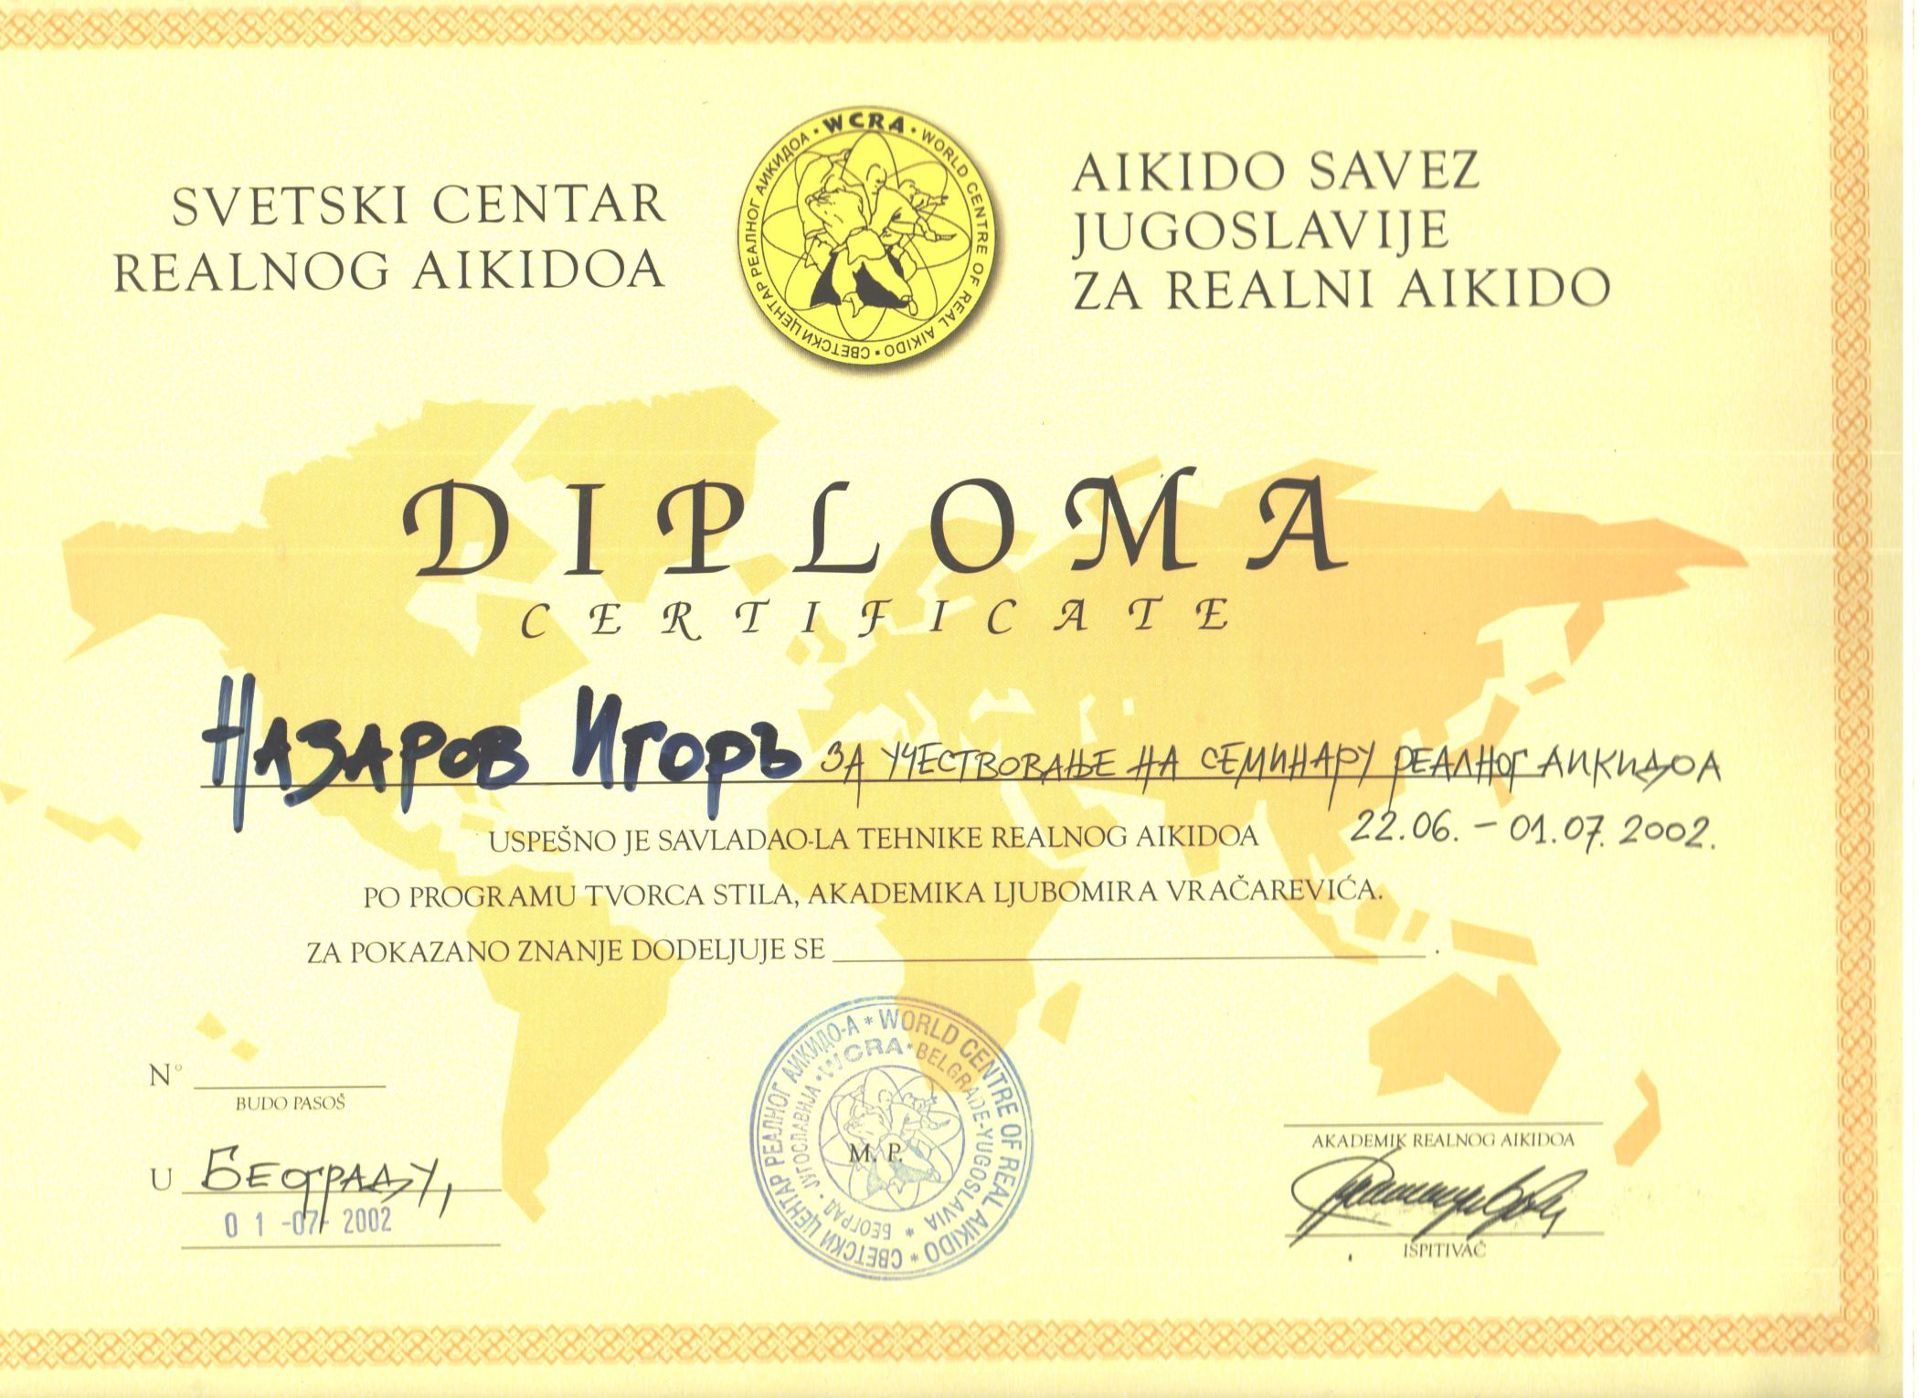 SVETSKI CENTAR
REALNOG AIKIDOA
СВЕТСКИ ЦЕНТАР РЕАЛНОГ АИКИДОА • WCRA • WORLD CENTRE OF REAL AIKIDO •
AIKIDO SAVEZ
JUGOSLAVIJE
ZA REALNI AIKIDO
DIPLOMA
CERTIFICATE
НАЗАРОВ ИГОРЬ ЗА УЧЕСТВОВАЊЕ НА СЕМИНАРУ РЕАЛНОГ АИКИДОА
22.06. – 01.07. 2002.
USPEŠNO JE SAVLADAO-LA TEHNIKE REALNOG AIKIDOA
PO PROGRAMU TVORCA STILA, AKADEMIKA LJUBOMIRA VRAČAREVIĆA.
ZA POKAZANO ZNANJE DODELJUJE SE .
N°
BUDO PASOŠ
U БЕОГРАДУ,
01-07-2002
СВЕТСКИ ЦЕНТАР РЕАЛНОГ АИКИДО-А * WORLD CENTRE OF REAL AIKIDO *
БЕОГРАД • ЈУГОСЛАВИЈА • WCRA • BELGRADE-YUGOSLAVIA *
M. P.
AKADEMIK REALNOG AIKIDOA
ISPITIVAČ